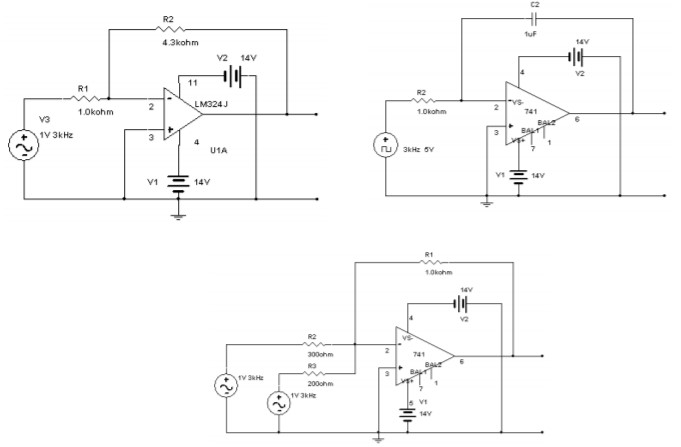 R2
4.3kohm
V2 14V
11
R1
1.0kohm
2
LM324J
V3
1V 3kHz
3
4
U1A
V1 14V
C2
1uF
14V
V2
4
R2
1.0kohm
2
VS-
741
6
BAL2
BAL1
3
VS+
7
1
3kHz 5V
V1 14V
R1
1.0kohm
14V
V2
4
R2
300ohm
2
VS-
741
6
R3
200ohm
3
BAL2
BAL1
VS+
7
1
1V 3kHz
1V 3kHz
5
V1
14V